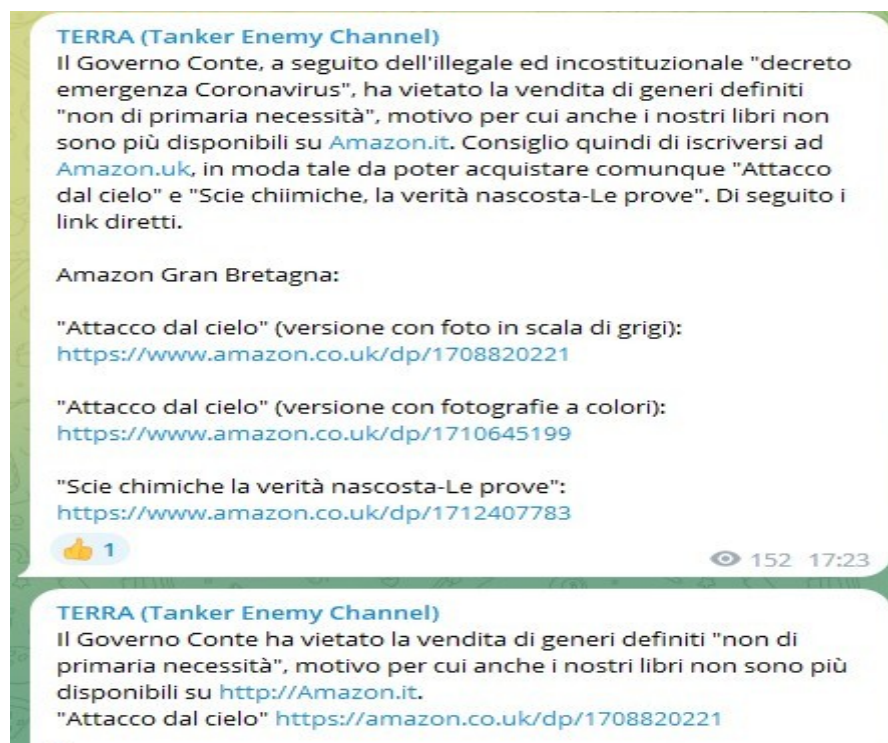 TERRA (Tanker Enemy Channel)
Il Governo Conte, a seguito dell'illegale ed incostituzionale "decreto
emergenza Coronavirus", ha vietato la vendita di generi definiti
"non di primaria necessità", motivo per cui anche i nostri libri non
sono più disponibili su Amazon.it. Consiglio quindi di iscriversi ad
Amazon.uk, in moda tale da poter acquistare comunque "Attacco
dal cielo" e "Scie chiimiche, la verità nascosta-Le prove". Di seguito i
link diretti.
Amazon Gran Bretagna:
"Attacco dal cielo" (versione con foto in scala di grigi):
https://www.amazon.co.uk/dp/1708820221
"Attacco dal cielo" (versione con fotografie a colori):
https://www.amazon.co.uk/dp/1710645199
"Scie chimiche la verità nascosta-Le prove":
https://www.amazon.co.uk/dp/1712407783
👍 1
152 17:23
TERRA (Tanker Enemy Channel)
Il Governo Conte ha vietato la vendita di generi definiti "non di
primaria necessità", motivo per cui anche i nostri libri non sono più
disponibili su http://Amazon.it.
"Attacco dal cielo" https://amazon.co.uk/dp/1708820221